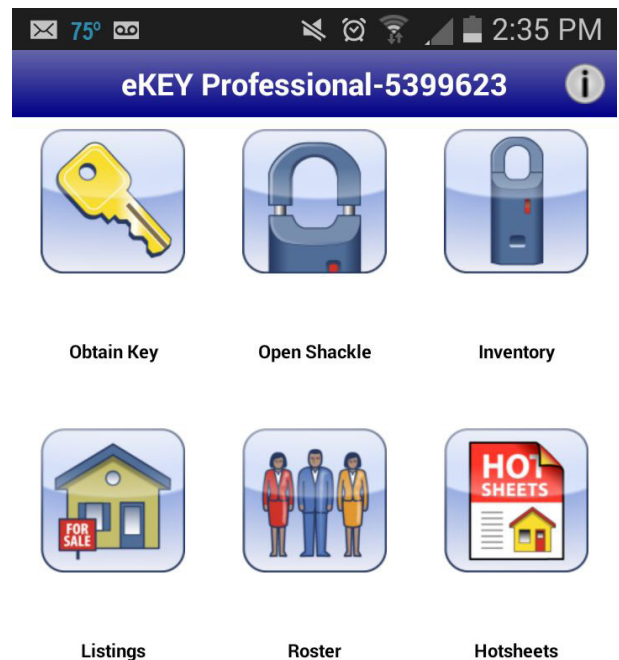 75° 2:35 PM
eKEY Professional-5399623 i
Obtain Key Open Shackle Inventory
FOR
SALE
HOT
SHEETS
Listings Roster Hotsheets